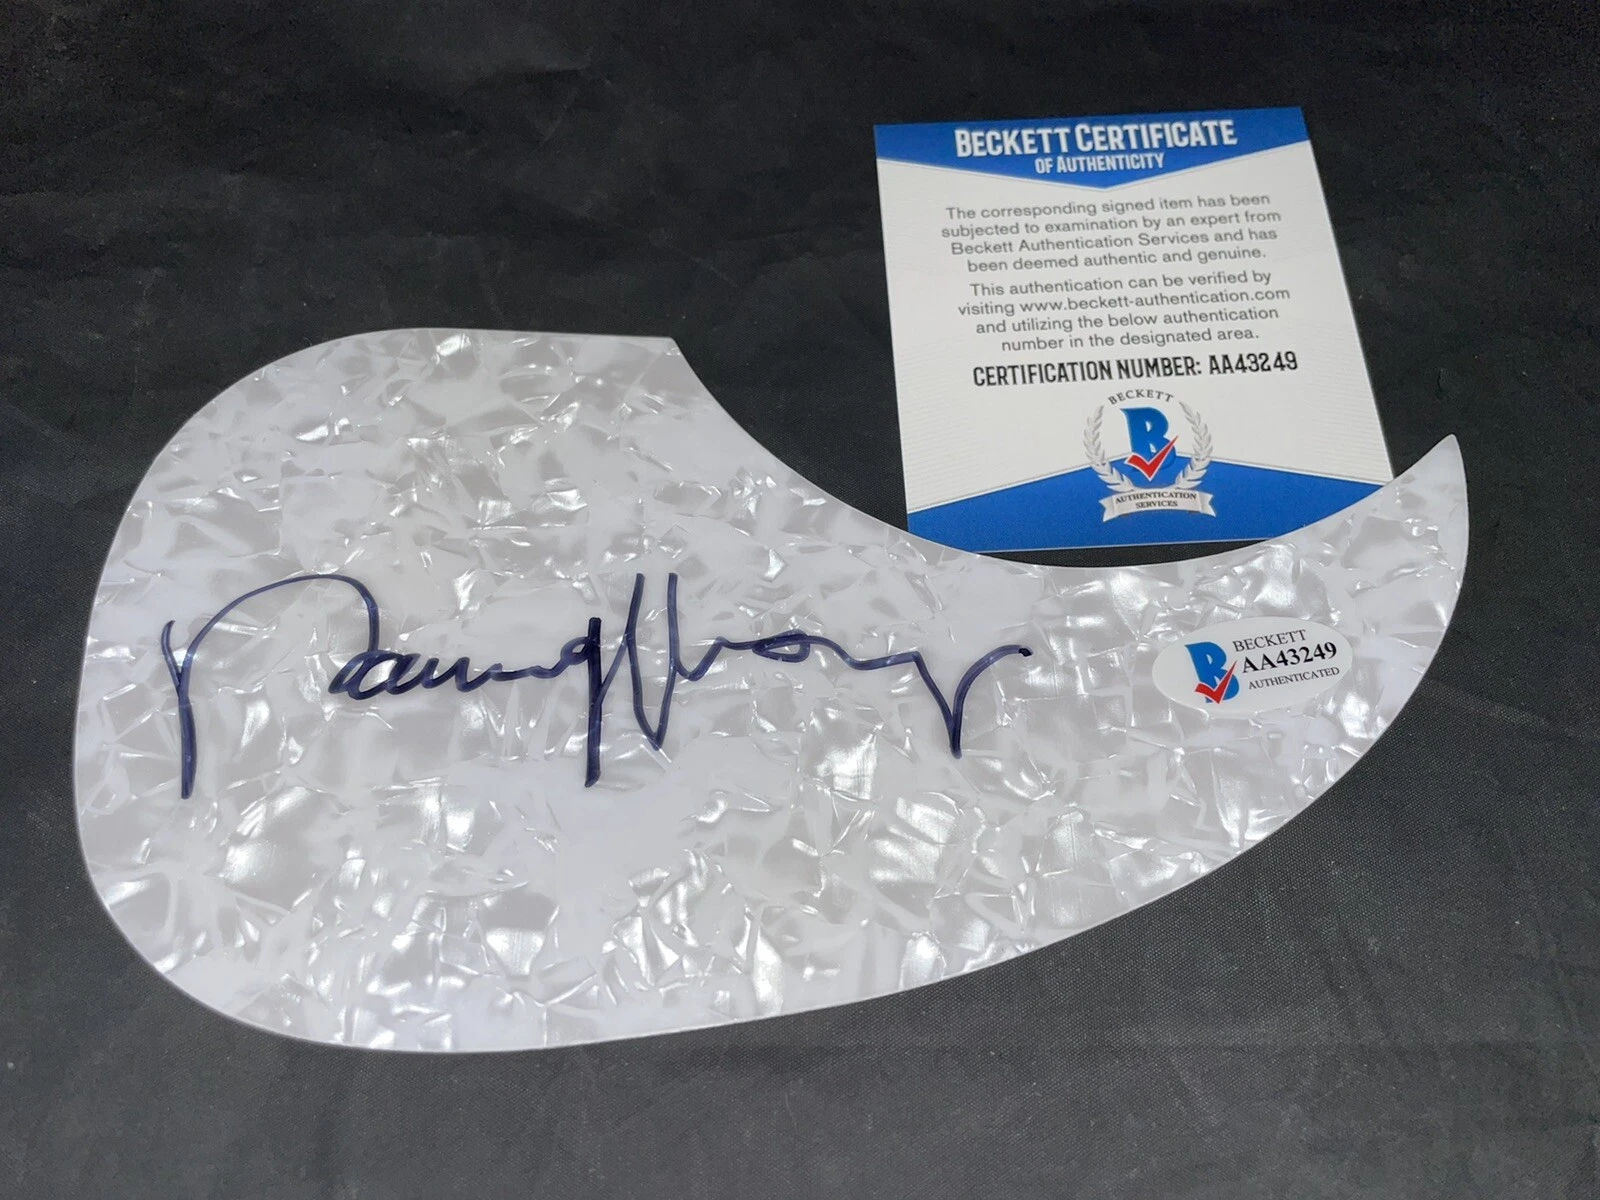 BECKETT CERTIFICATE
OF AUTHENTICITY
The corresponding signed item has been
subjected to examination by an expert from
Beckett Authentication Services and has
been deemed authentic and genuine.
This authentication can be verified by
visiting www.beckett-authentication.com
and utilizing the below authentication
number in the designated area.
CERTIFICATION NUMBER: AA43249
BECKETT
B
AUTHENTICATION
SERVICES
B
BECKETT
AA43249
AUTHENTICATED